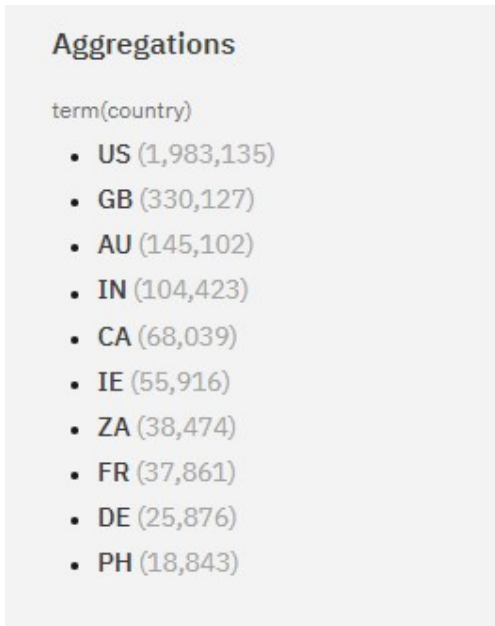 Aggregations
term(country)
• US (1,983,135)
• GB (330,127)
• AU (145,102)
• IN (104,423)
• CA (68,039)
• IE (55,916)
• ZA (38,474)
• FR (37,861)
• DE (25,876)
• PH (18,843)